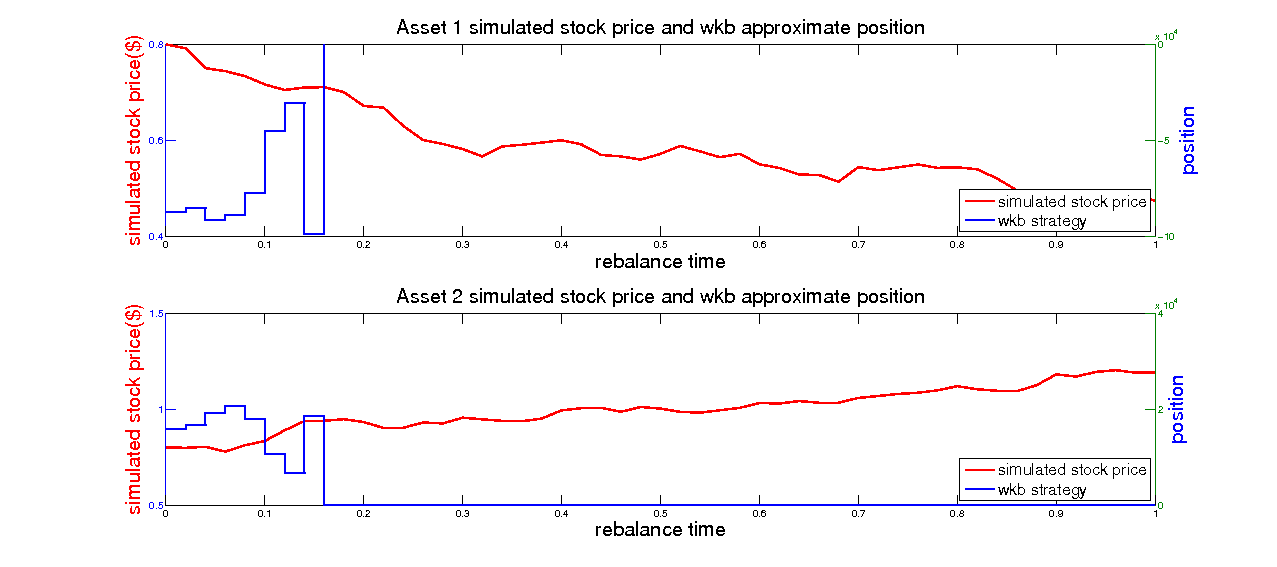 Asset 1 simulated stock price and wkb approximate position
x 10^4
simulated stock price($)
0.8
0.6
0.4
0
-5
-10
position
simulated stock price
wkb strategy
0 0.1 0.2 0.3 0.4 0.5 0.6 0.7 0.8 0.9 1
rebalance time
Asset 2 simulated stock price and wkb approximate position
x 10^4
simulated stock price($)
1.5
1
0.5
4
2
0
position
simulated stock price
wkb strategy
0 0.1 0.2 0.3 0.4 0.5 0.6 0.7 0.8 0.9 1
rebalance time